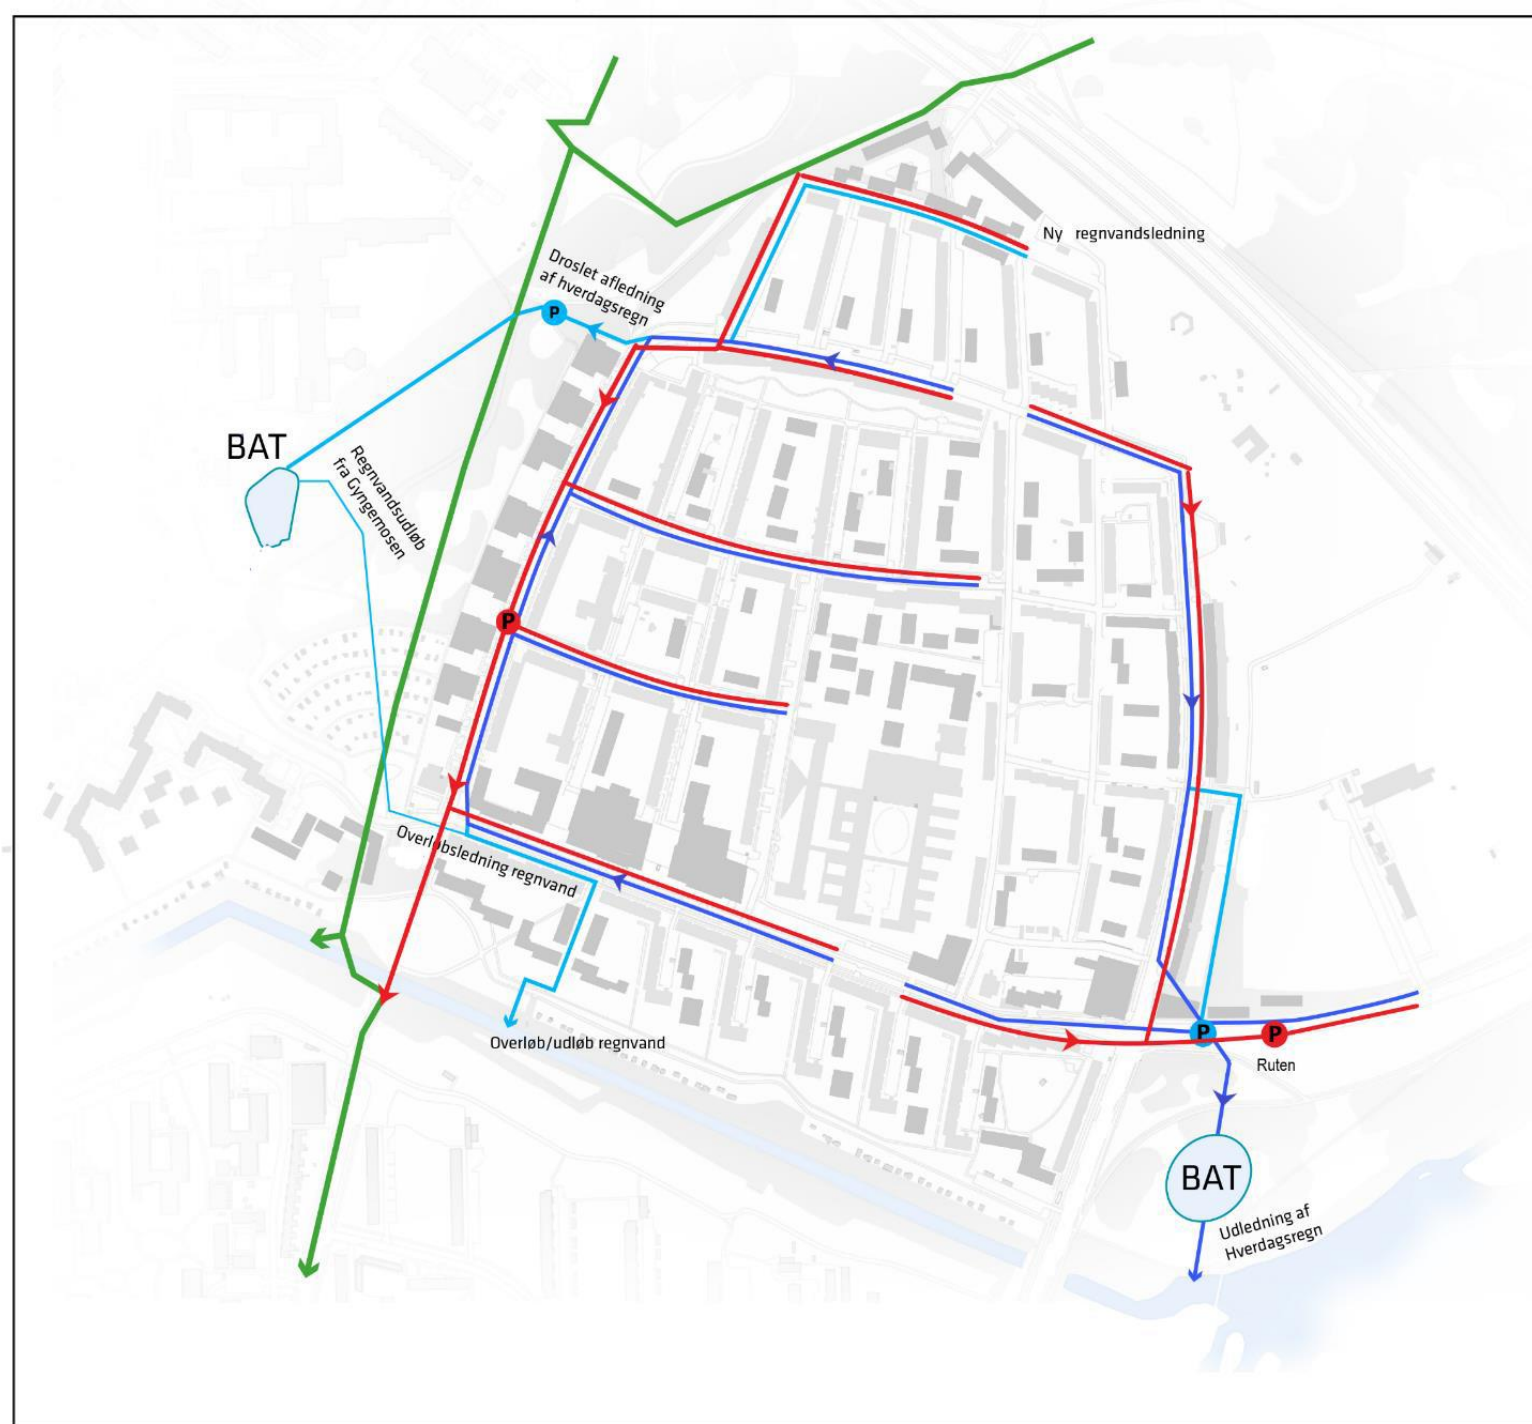 Ny regnvandsledning
Droslet afledning
af hverdagsregn
P
BAT
Regnvandsudløb
fra Gyngemosen
P
Overløbsledning regnvand
Overløb/udløb regnvand
P
P
Ruten
BAT
Udledning af
Hverdagsregn